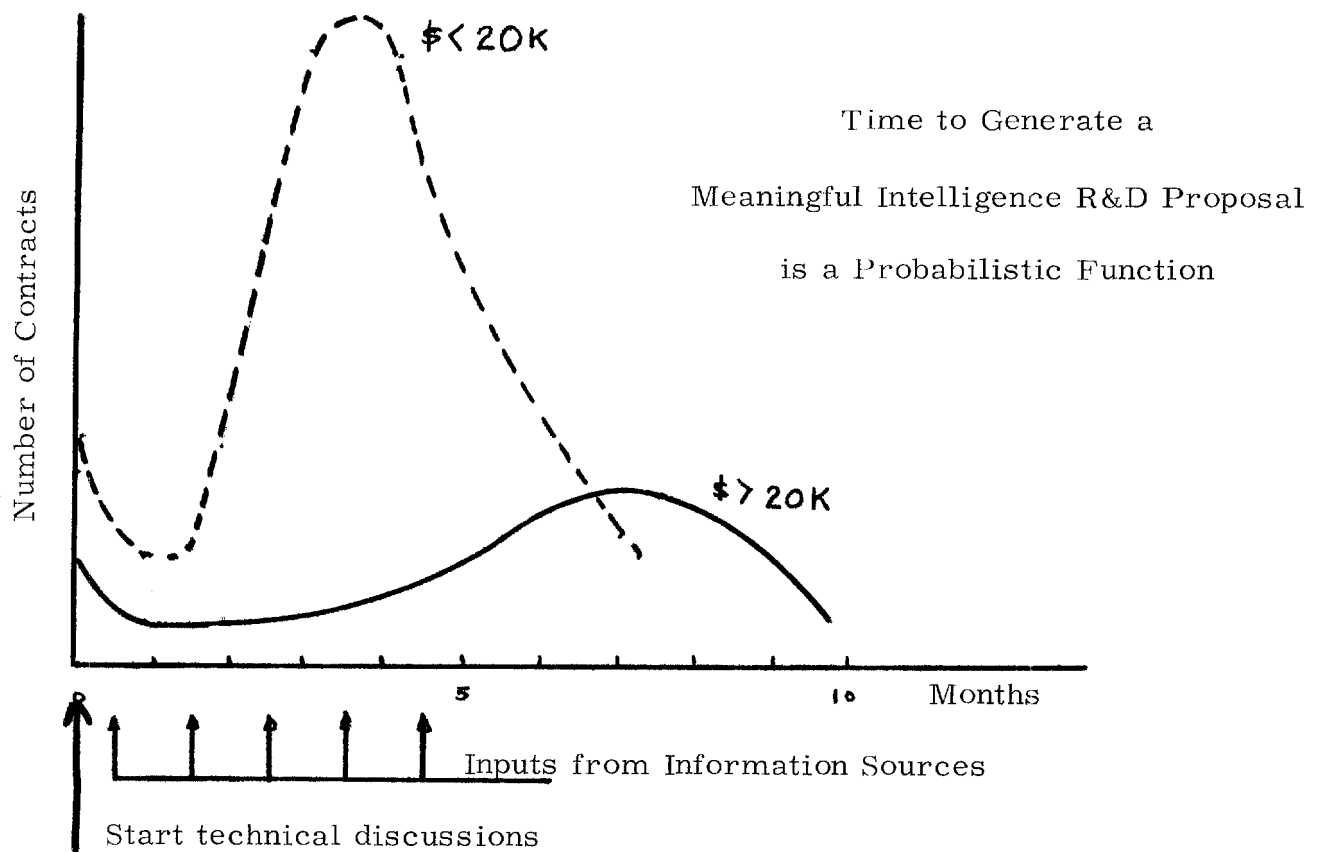 $< 20K
Time to Generate a
Meaningful Intelligence R&D Proposal
is a Probabilistic Function
Number of Contracts
$> 20K
0
5
10
Months
Inputs from Information Sources
Start technical discussions